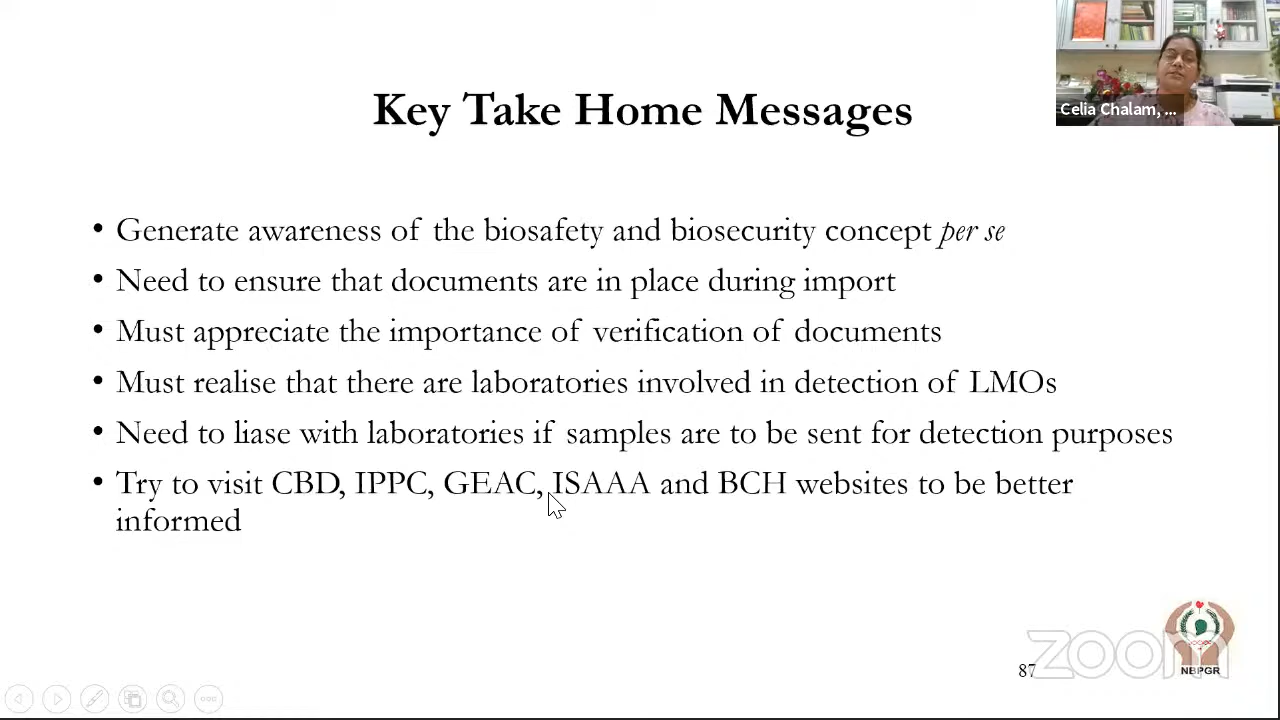 Celia Chalam, ...
Key Take Home Messages
• Generate awareness of the biosafety and biosecurity concept per se
• Need to ensure that documents are in place during import
• Must appreciate the importance of verification of documents
• Must realise that there are laboratories involved in detection of LMOs
• Need to liase with laboratories if samples are to be sent for detection purposes
• Try to visit CBD, IPPC, GEAC, ISAAA and BCH websites to be better
informed
87
zoom
NBPGR